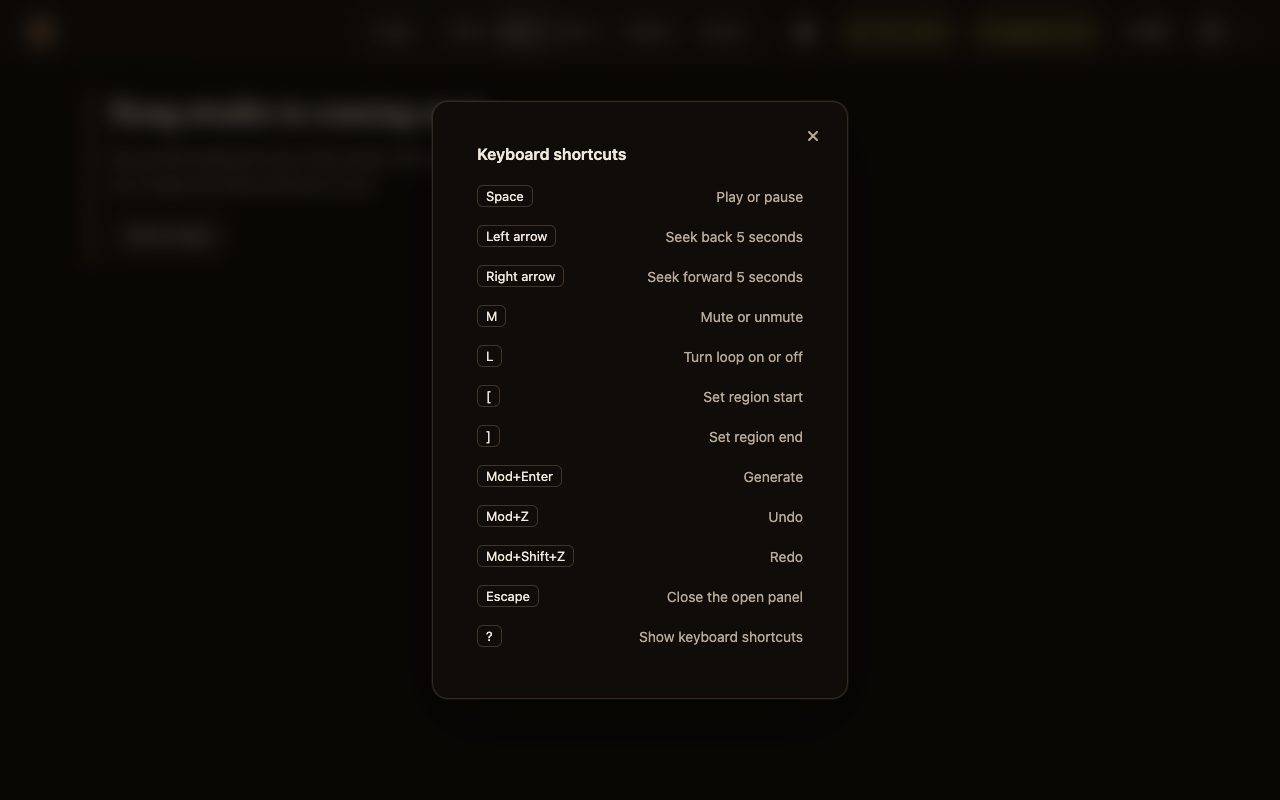 Keyboard shortcuts
Space Play or pause
Left arrow Seek back 5 seconds
Right arrow Seek forward 5 seconds
M Mute or unmute
L Turn loop on or off
[ Set region start
] Set region end
Mod+Enter Generate
Mod+Z Undo
Mod+Shift+Z Redo
Escape Close the open panel
? Show keyboard shortcuts